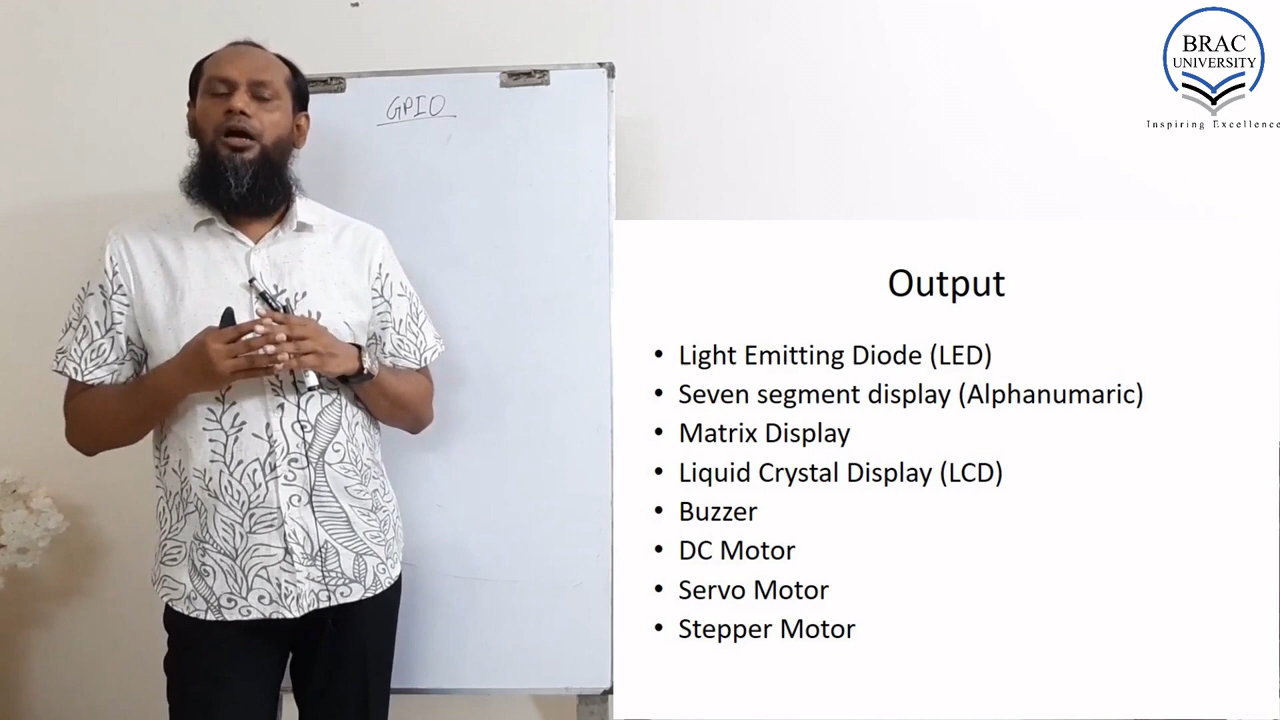 GPIO
BRAC
UNIVERSITY
Inspiring Excellence
Output
• Light Emitting Diode (LED)
• Seven segment display (Alphanumaric)
• Matrix Display
• Liquid Crystal Display (LCD)
• Buzzer
• DC Motor
• Servo Motor
• Stepper Motor